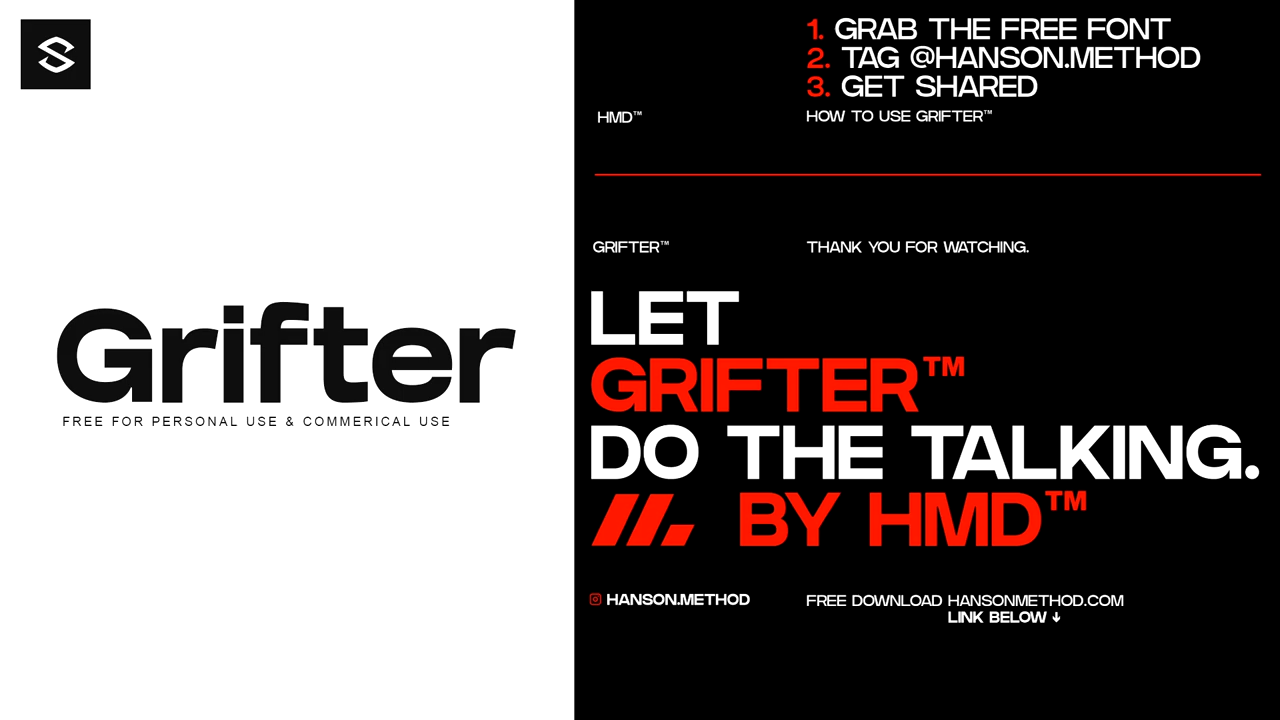 Grifter
FREE FOR PERSONAL USE & COMMERICAL USE
1. GRAB THE FREE FONT
2. TAG @HANSON.METHOD
3. GET SHARED
HMD™
HOW TO USE GRIFTER™
GRIFTER™
THANK YOU FOR WATCHING.
LET
GRIFTER™
DO THE TALKING.
BY HMD™
HANSON.METHOD
FREE DOWNLOAD HANSONMETHOD.COM
LINK BELOW ↓